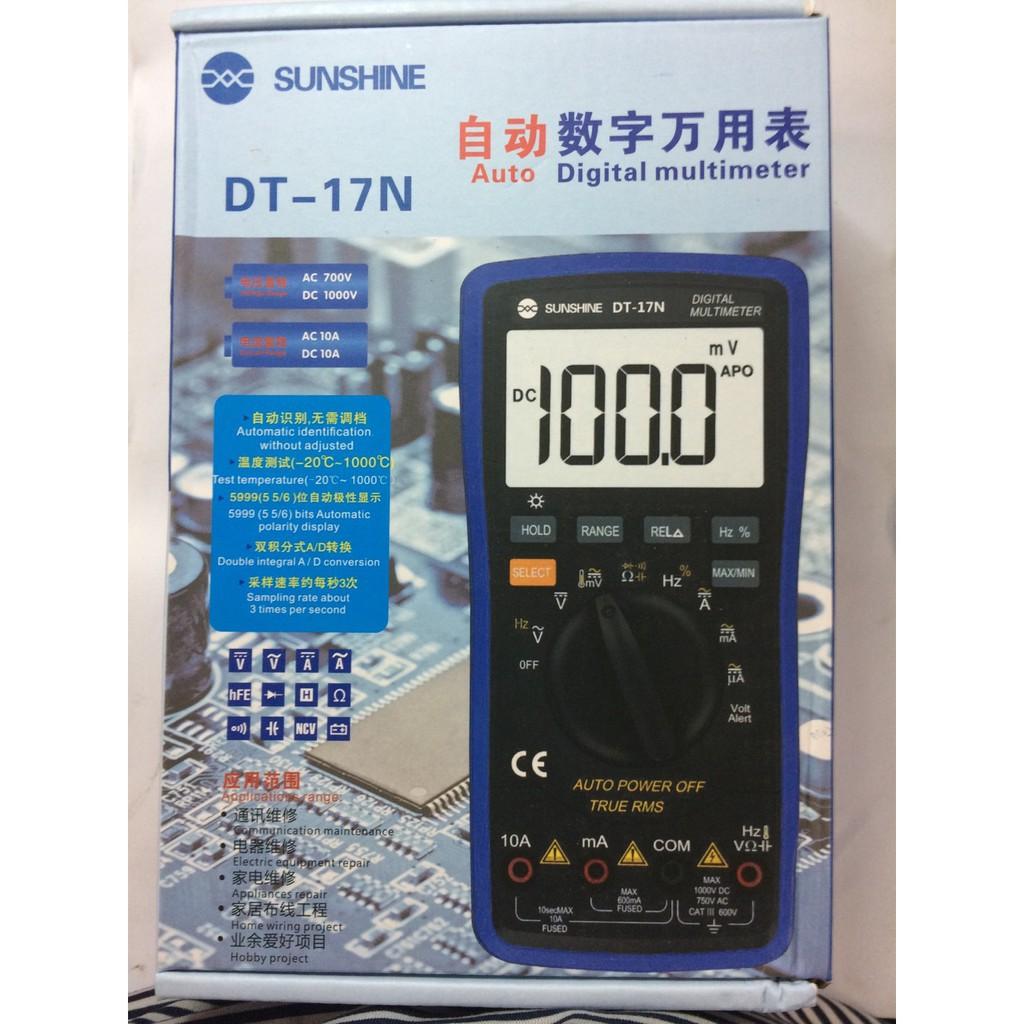 SUNSHINE
自动 数字万用表
Auto Digital multimeter
DT-17N
AC 700V
DC 1000V
AC 10A
DC 10A
自动识别,无需调档
Automatic identification
without adjusted
温度测试(-20℃~1000℃)
Test temperature(-20℃~ 1000℃)
5999(5 5/6)位自动极性显示
5999 (5 5/6) bits Automatic
polarity display
双积分式A/D转换
Double integral A / D conversion
采样速率约每秒3次
Sampling rate about
3 times per second
V V A A
hFE H Ω
NCV
应用范围
Applications range:
• 通讯维修
Communication maintenance
• 电器维修
Electric equipment repair
• 家电维修
Appliances repair
• 家居布线工程
Home wiring project
• 业余爱好项目
Hobby project
SUNSHINE DT-17N
DIGITAL
MULTIMETER
mV
DC 100.0 APO
HOLD RANGE REL△ Hz %
SELECT MAX/MIN
mV Ω Hz %
V A
Hz V mA
OFF μA
Volt
Alert
CE
AUTO POWER OFF
TRUE RMS
10A mA COM Hz
VΩ
10secMAX
10A
FUSED
MAX
600mA
FUSED
MAX
1000V DC
750V AC
CAT III 600V